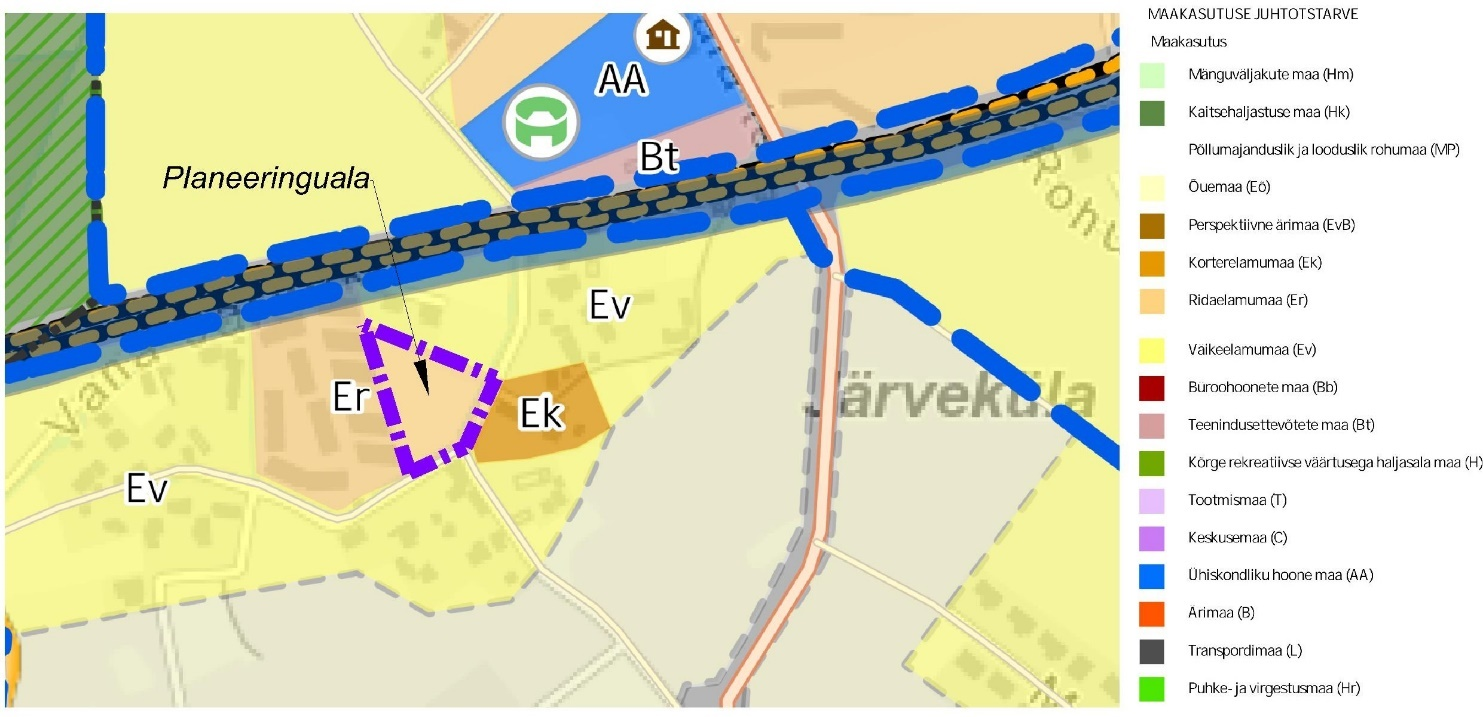 AA
Bt
Planeeringuala
Rohu
Ev
Er
Ek
Järveküla
Ev
MAAKASUTUSE JUHTOTSTARVE
Maakasutus
Mänguväljakute maa (Hm)
Kaitsehaljastuse maa (Hk)
Põllumajanduslik ja looduslik rohumaa (MP)
Õuemaa (Eõ)
Perspektiivne ärimaa (EvB)
Korterelamumaa (Ek)
Ridaelamumaa (Er)
Väikeelamumaa (Ev)
Büroohoonete maa (Bb)
Teenindusettevõtete maa (Bt)
Kõrge rekreatiivse väärtusega haljasala maa (H)
Tootmismaa (T)
Keskusemaa (C)
Ühiskondliku hoone maa (AA)
Ärimaa (B)
Transpordimaa (L)
Puhke- ja virgestusmaa (Hr)